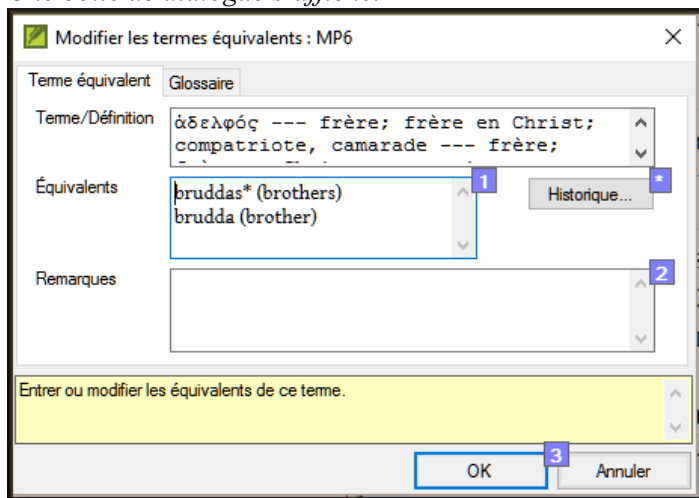 Modifier les termes équivalents : MP6
Terme équivalent Glossaire
Terme/Définition
ἀδελφός --- frère; frère en Christ;
compatriote, camarade --- frère;
Équivalents
bruddas* (brothers)
brudda (brother)
1
Historique...
*
Remarques
2
Entrer ou modifier les équivalents de ce terme.
OK
3
Annuler